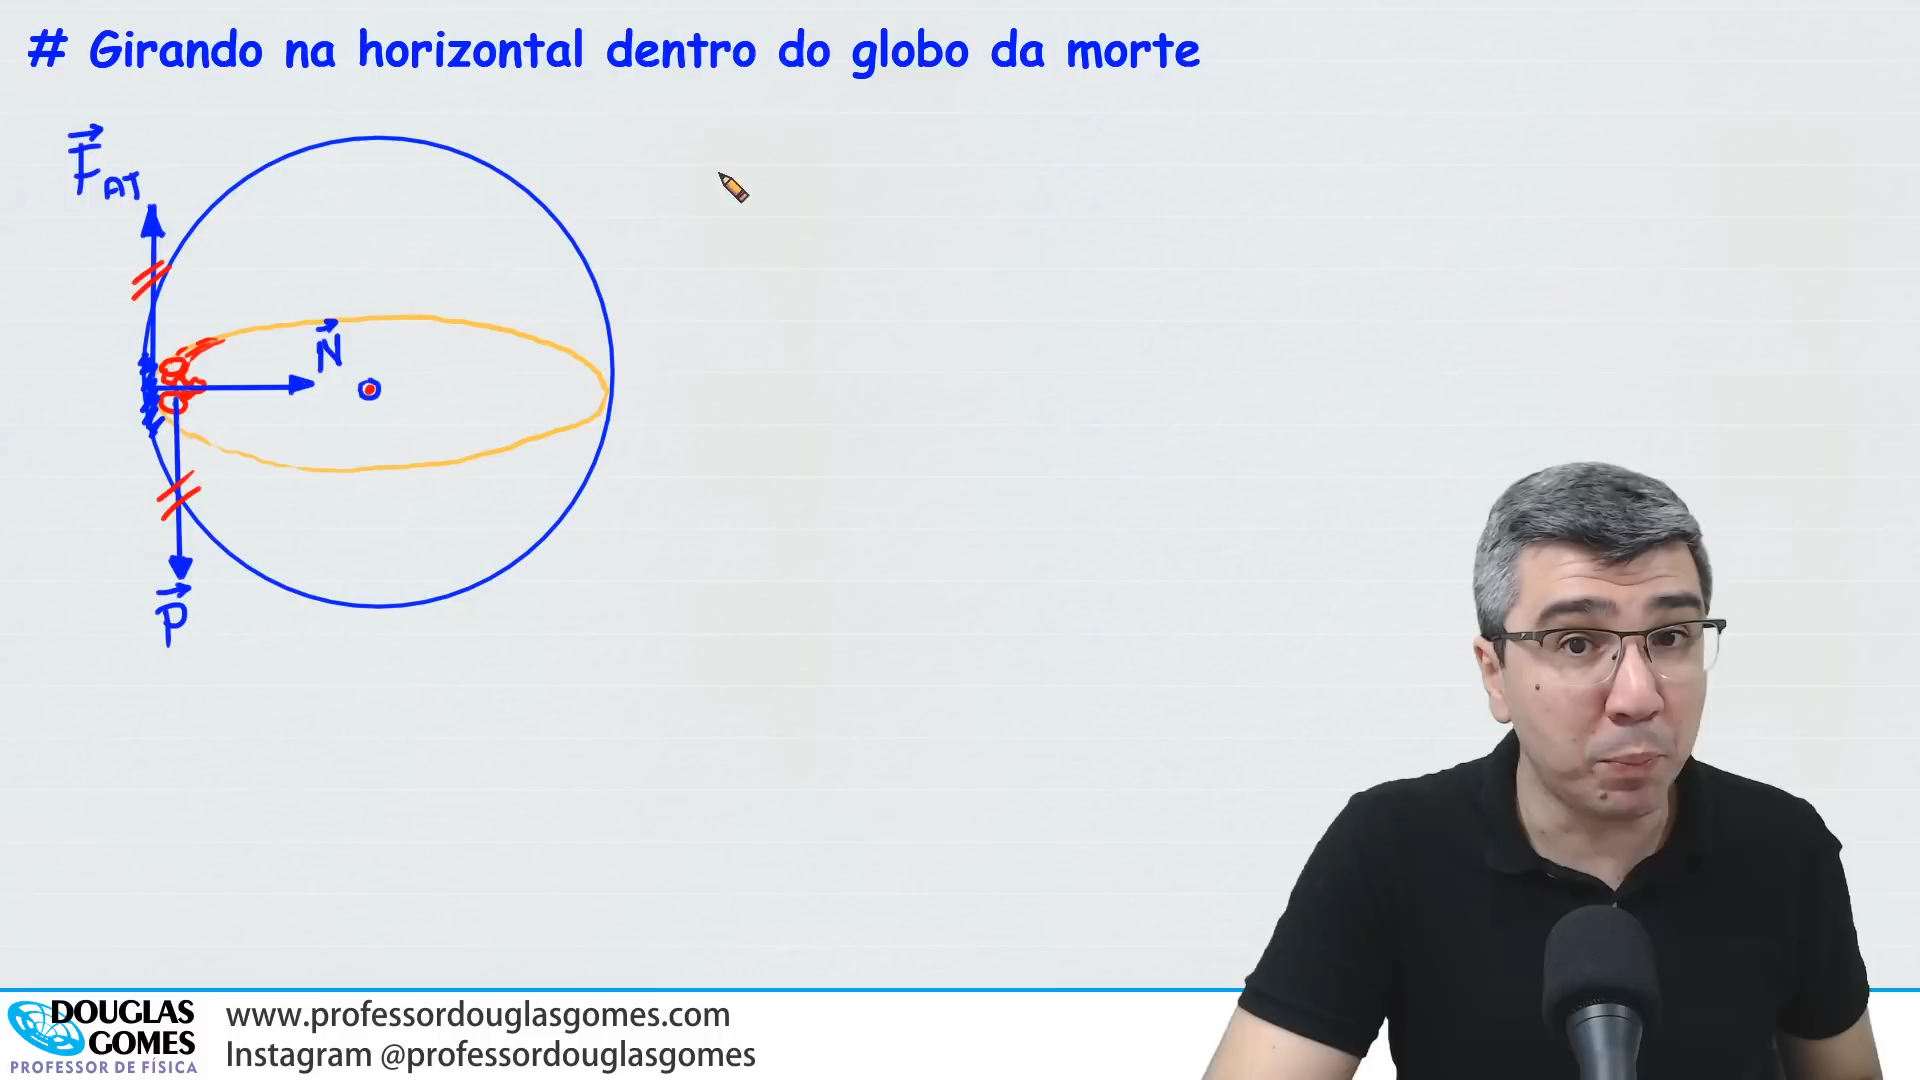 # Girando na horizontal dentro do globo da morte
F AT
N
P
DOUGLAS
GOMES
PROFESSOR DE FÍSICA
www.professordouglasgomes.com
Instagram @professordouglasgomes